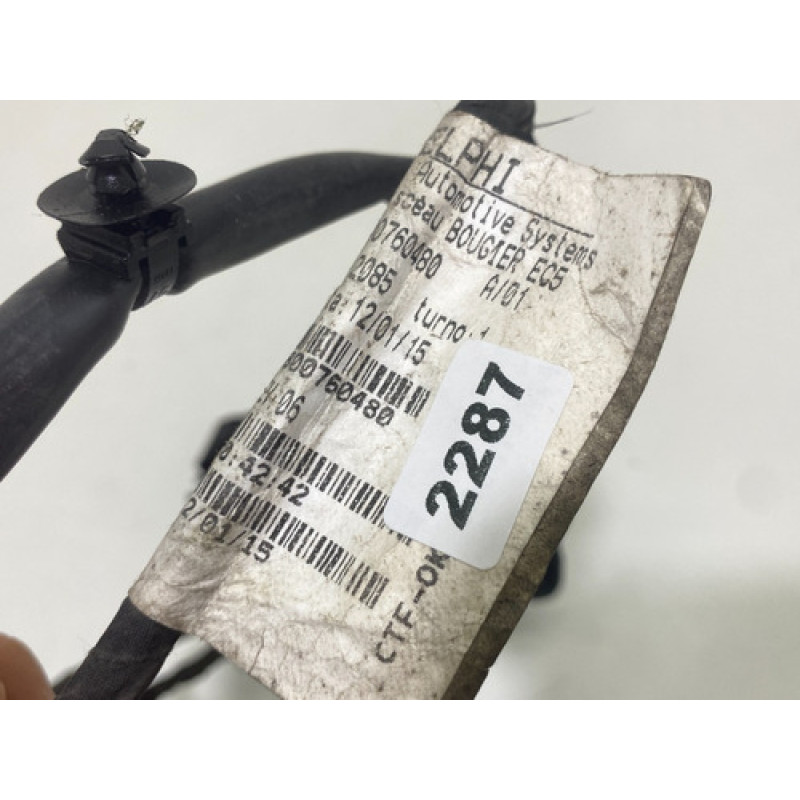 ELPHI
Automotive Systems
sceau BOUGIER EC5
0760480 A/01
2085
turno:1
a: 12/01/15
00760480
:06
:42:42
2/01/15
CTF-OK
2287